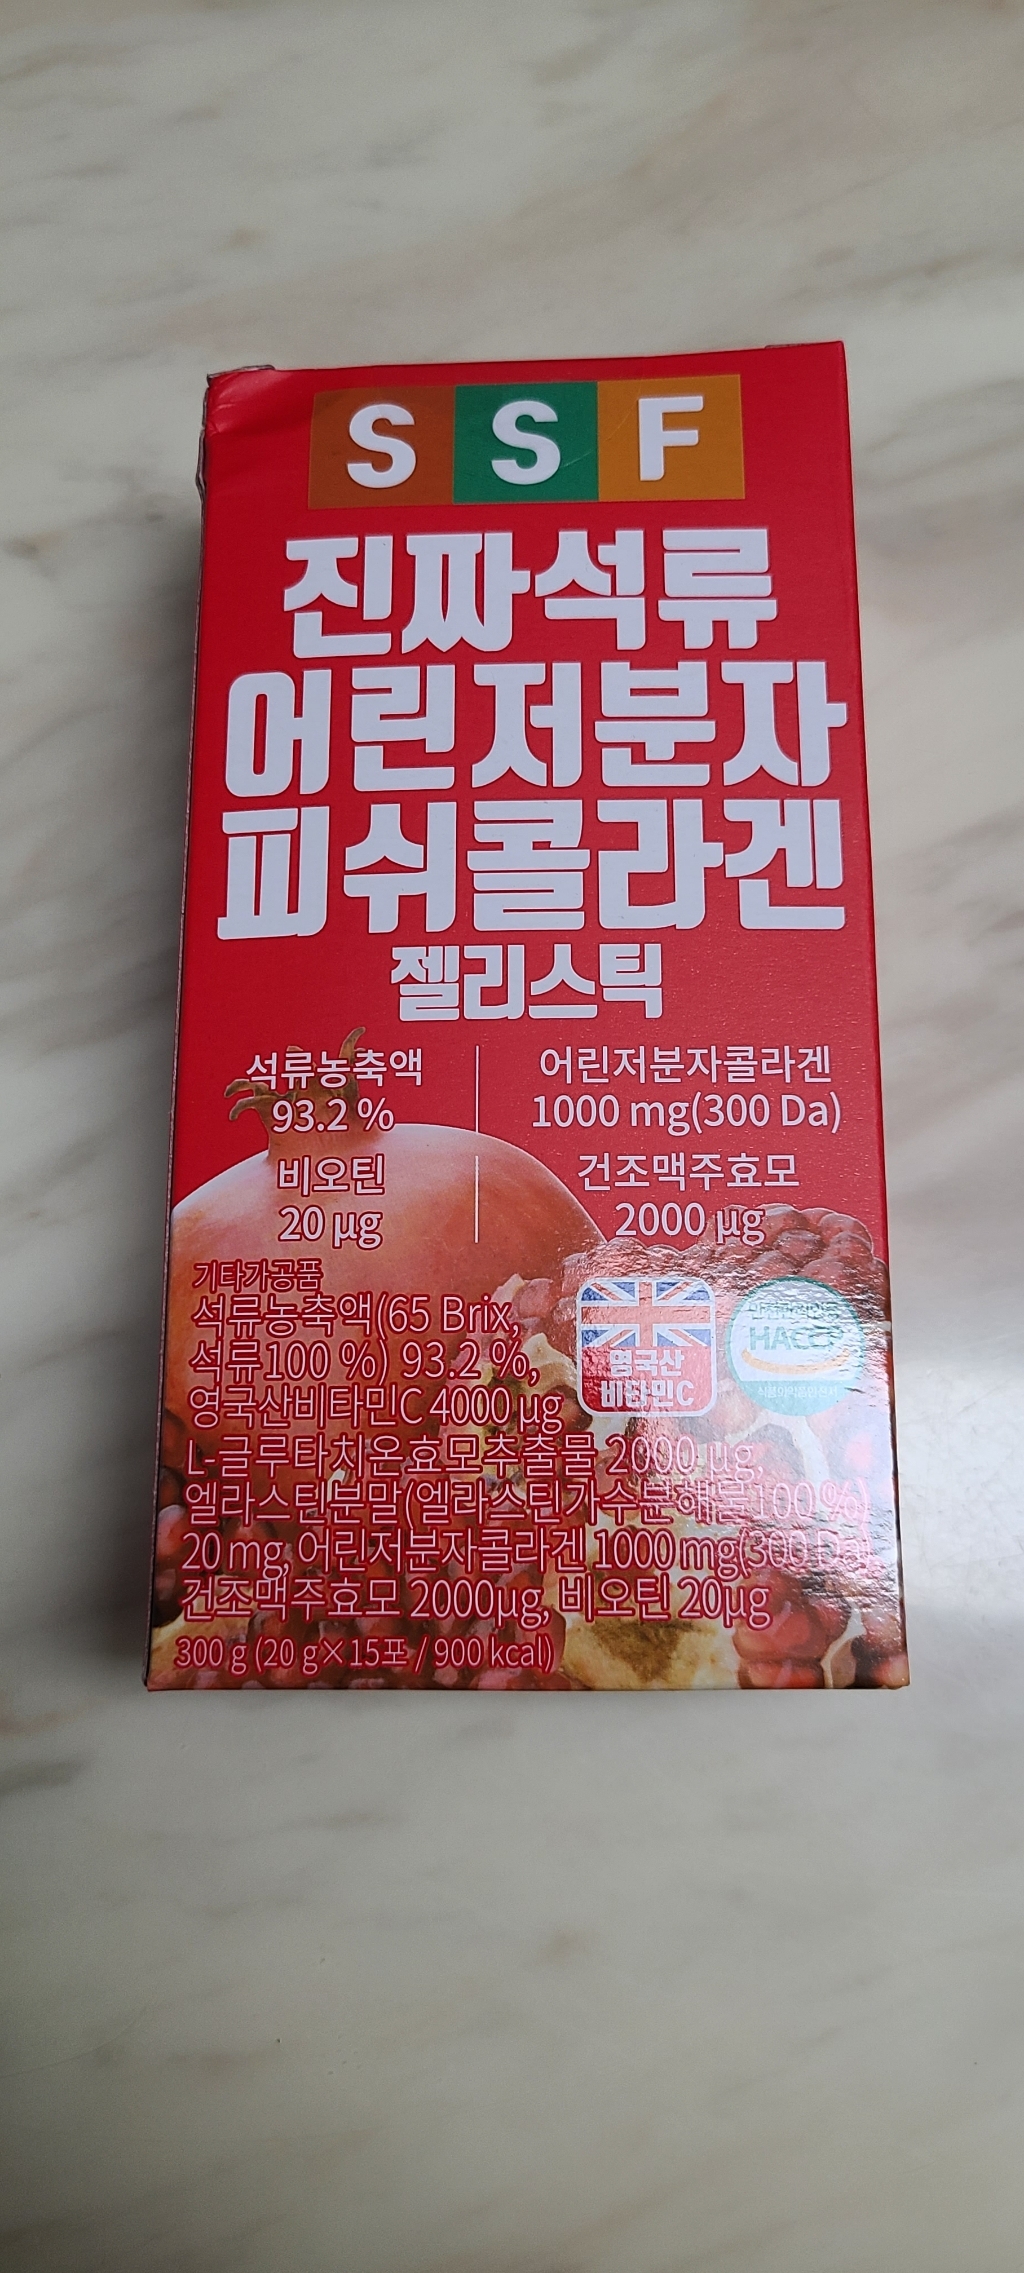 S S F
진짜석류
어린저분자
피쉬콜라겐
젤리스틱
석류농축액
93.2 %
어린저분자콜라겐
1000 mg(300 Da)
비오틴
20 µg
건조맥주효모
2000 µg
기타가공품
석류농축액(65 Brix,
석류100 %) 93.2 %,
영국산비타민C 4000 µg
L-글루타치온효모추출물 2000 µg,
엘라스틴분말(엘라스틴가수분해물100 %)
20 mg, 어린저분자콜라겐 1000 mg(300 Da)
건조맥주효모 2000µg, 비오틴 20µg
300 g (20 g×15포 / 900 kcal)
영국산
비타민C
HACCP